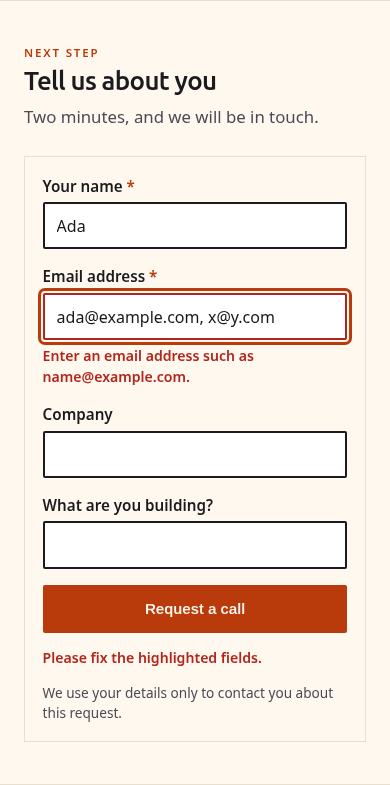 NEXT STEP
Tell us about you
Two minutes, and we will be in touch.
Your name *
Ada
Email address *
ada@example.com, x@y.com
Enter an email address such as
name@example.com.
Company
What are you building?
Request a call
Please fix the highlighted fields.
We use your details only to contact you about
this request.